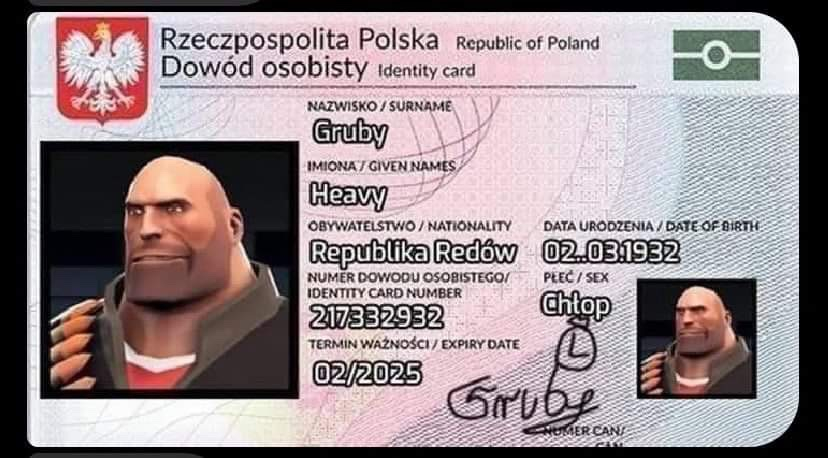 Rzeczpospolita Polska Republic of Poland
Dowód osobisty Identity card
NAZWISKO / SURNAME
Gruby
IMIONA / GIVEN NAMES
Heavy
OBYWATELSTWO / NATIONALITY DATA URODZENIA / DATE OF BIRTH
Republika Redów 02..03.1932
NUMER DOWODU OSOBISTEGO/ PŁEĆ / SEX
IDENTITY CARD NUMBER
217332932 Chłop
TERMIN WAŻNOŚCI / EXPIRY DATE
02/2025
Gruby
NUMER CAN/